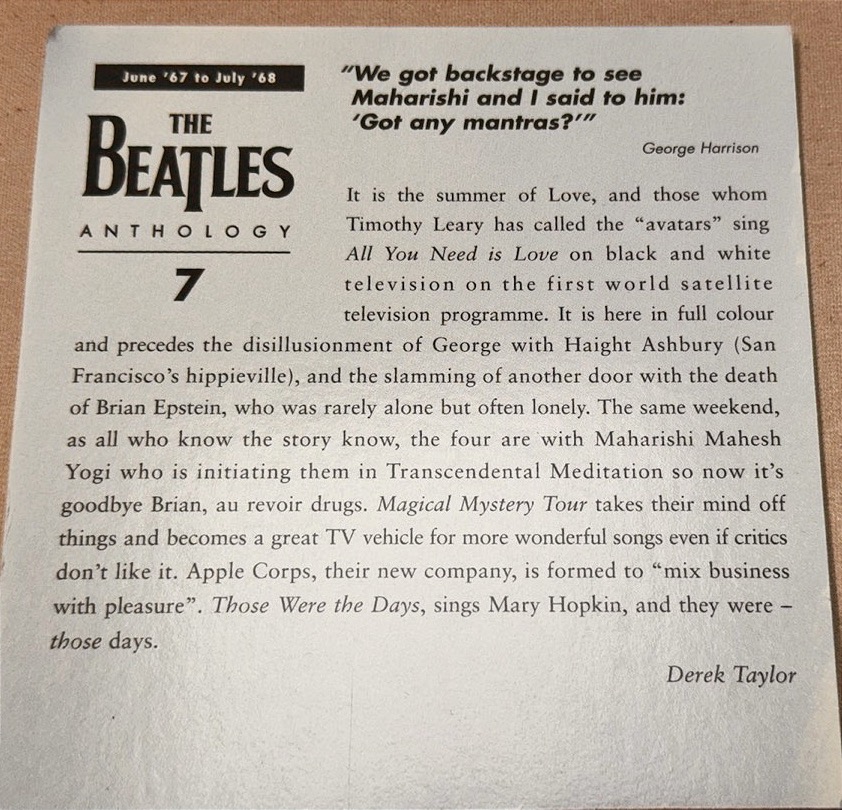 June '67 to July '68
THE
BEATLES
ANTHOLOGY
7
"We got backstage to see
Maharishi and I said to him:
'Got any mantras?'"
George Harrison
It is the summer of Love, and those whom
Timothy Leary has called the "avatars" sing
All You Need is Love on black and white
television on the first world satellite
television programme. It is here in full colour
and precedes the disillusionment of George with Haight Ashbury (San
Francisco's hippieville), and the slamming of another door with the death
of Brian Epstein, who was rarely alone but often lonely. The same weekend,
as all who know the story know, the four are with Maharishi Mahesh
Yogi who is initiating them in Transcendental Meditation so now it's
goodbye Brian, au revoir drugs. Magical Mystery Tour takes their mind off
things and becomes a great TV vehicle for more wonderful songs even if critics
don't like it. Apple Corps, their new company, is formed to "mix business
with pleasure". Those Were the Days, sings Mary Hopkin, and they were –
those days.
Derek Taylor